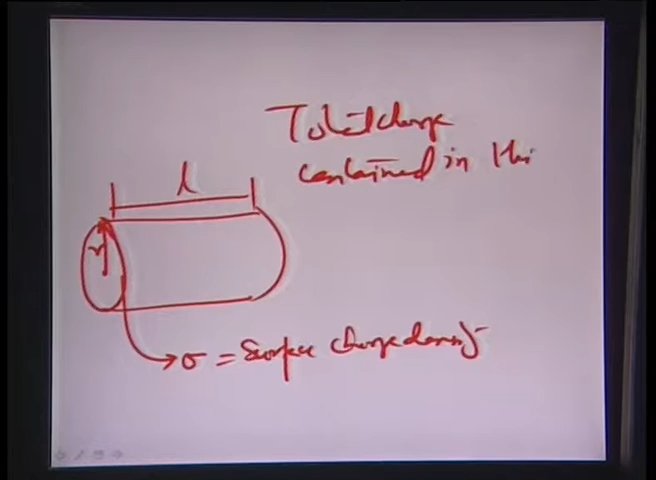 Total charge
contained in this
l
r
σ = Surface charge density